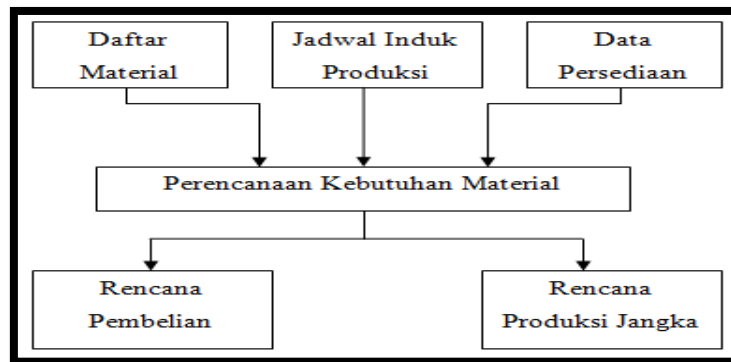 Daftar
Material
Jadwal Induk
Produksi
Data
Persediaan
Perencanaan Kebutuhan Material
Rencana
Pembelian
Rencana
Produksi Jangka